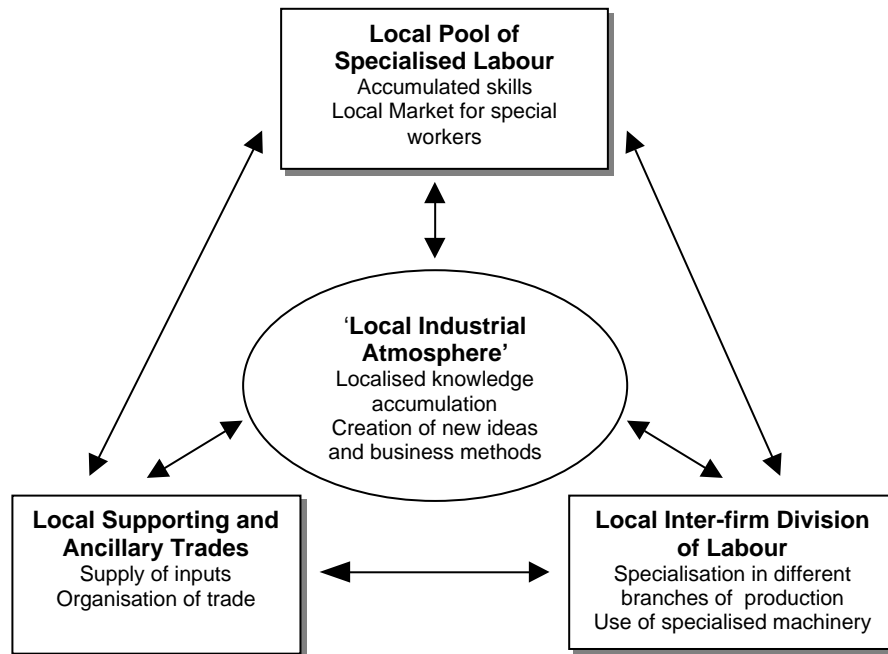 Local Pool of
Specialised Labour
Accumulated skills
Local Market for special
workers
‘Local Industrial
Atmosphere’
Localised knowledge
accumulation
Creation of new ideas
and business methods
Local Supporting and
Ancillary Trades
Supply of inputs
Organisation of trade
Local Inter-firm Division
of Labour
Specialisation in different
branches of production
Use of specialised machinery